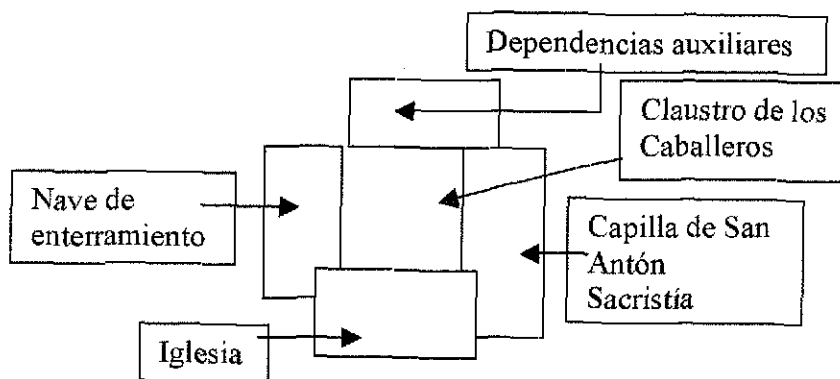 Dependencias auxiliares
Claustro de los
Caballeros
Nave de
enterramiento
Capilla de San
Antón
Sacristía
Iglesia